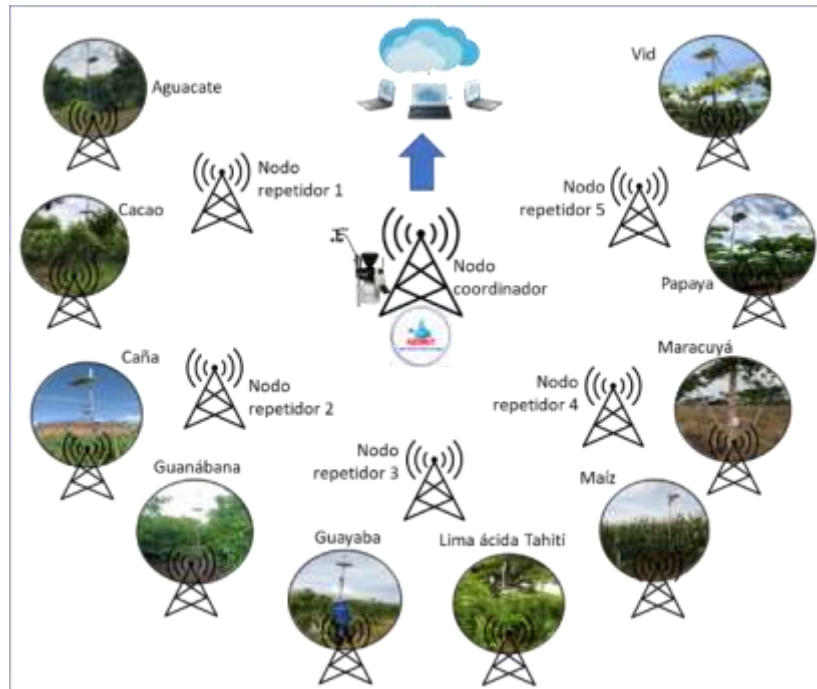 Aguacate
Vid
Nodo
repetidor 1
Nodo
repetidor 5
Cacao
Nodo
coordinador
Papaya
Maracuyá
Caña
Nodo
repetidor 2
Nodo
repetidor 4
Nodo
repetidor 3
Guanábana
Maíz
Guayaba
Lima ácida Tahití